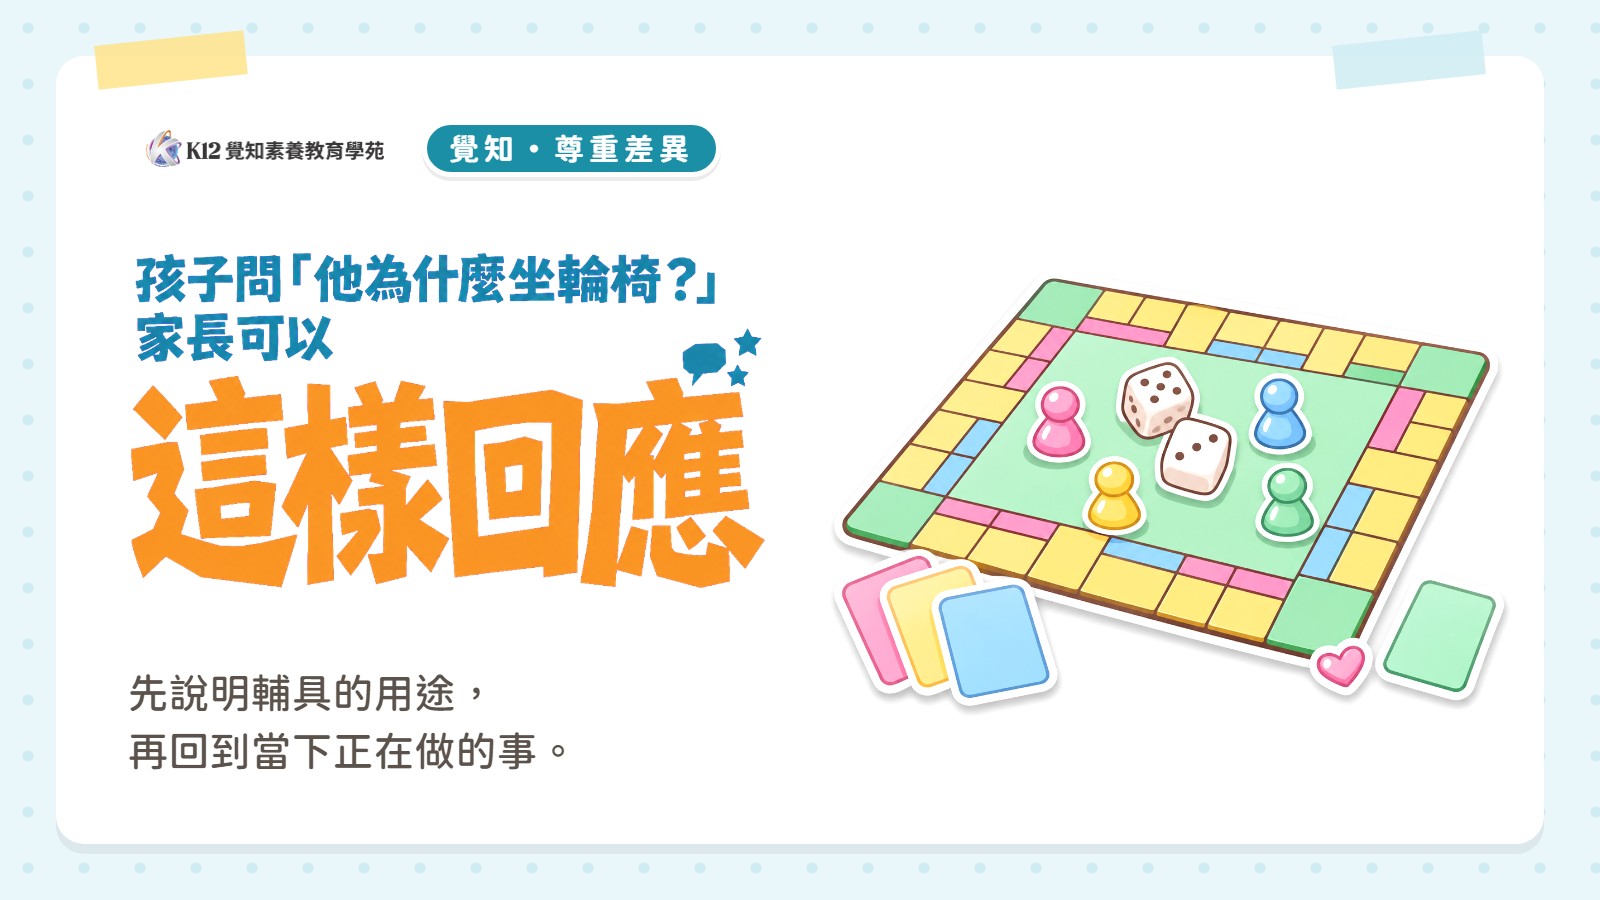 K12 覺知素養教育學苑
覺知・尊重差異
孩子問「他為什麼坐輪椅？」
家長可以
這樣回應
先說明輔具的用途，
再回到當下正在做的事。